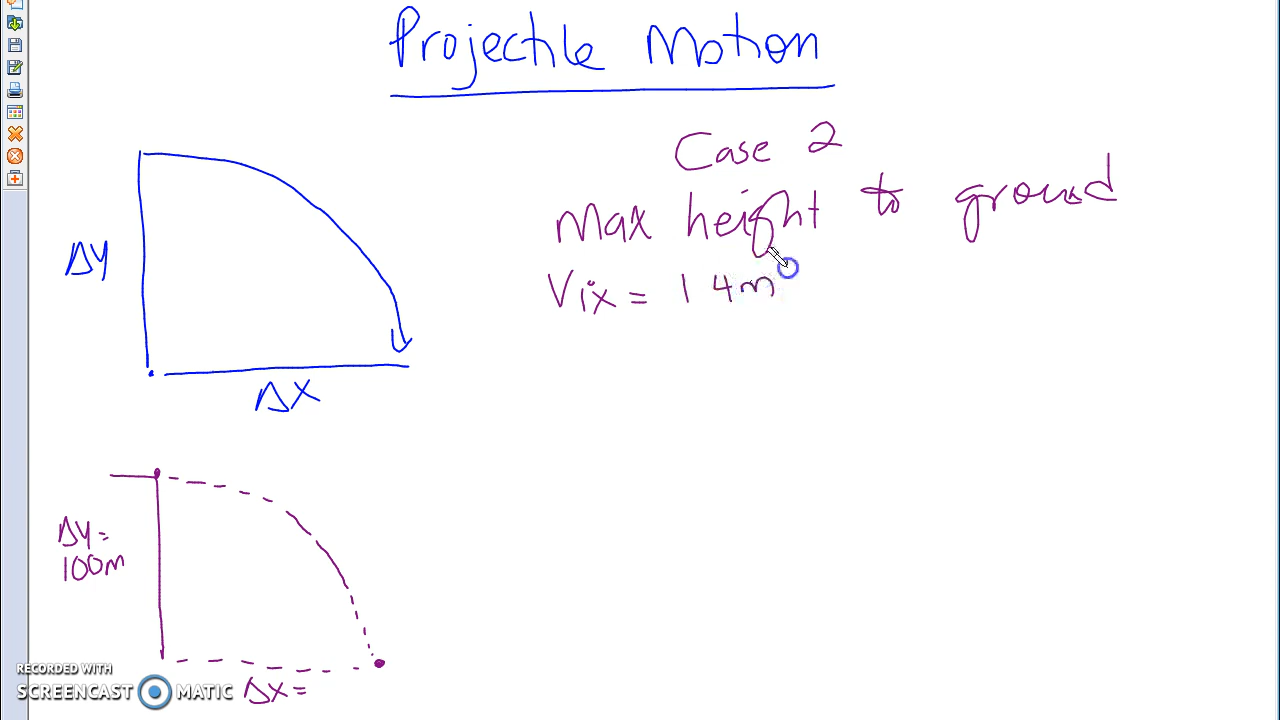 Projectile Motion
Case 2
Max height to ground
Vix = 14m
ΔY
ΔX
ΔY=
100m
ΔX=
RECORDED WITH
SCREENCAST MATIC